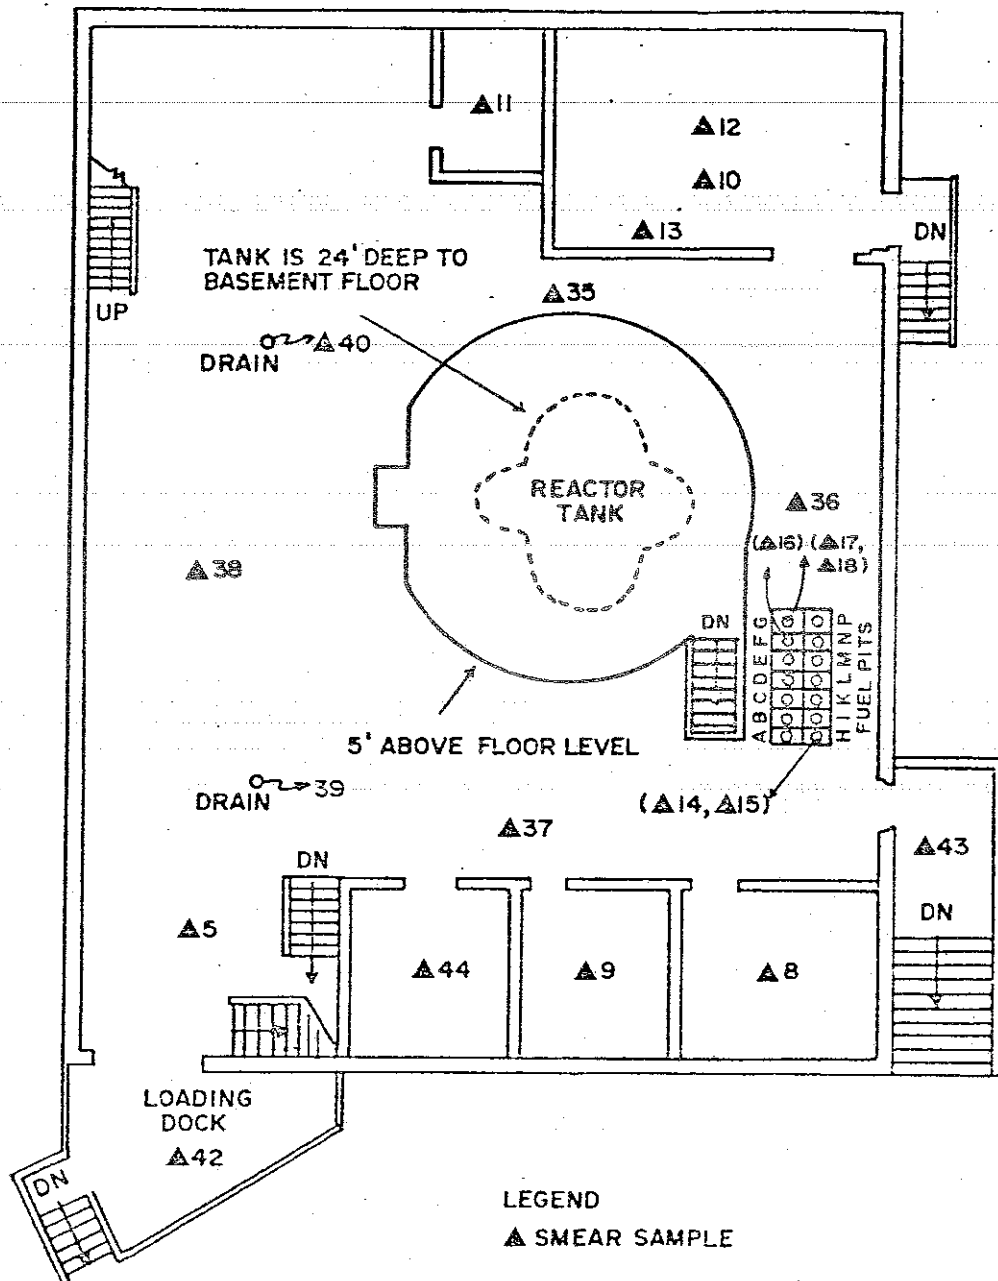 ▲11
▲12
▲10
▲13
DN
TANK IS 24' DEEP TO
BASEMENT FLOOR
▲35
UP
▲40
DRAIN
REACTOR
TANK
▲36
(▲16) (▲17,
▲18)
▲38
DN
ABCDEFG
HIKLMNP
FUEL PITS
5' ABOVE FLOOR LEVEL
39
DRAIN
(▲14, ▲15)
▲37
▲43
DN
DN
▲5
▲44
▲9
▲8
LOADING
DOCK
▲42
DN
LEGEND
▲ SMEAR SAMPLE